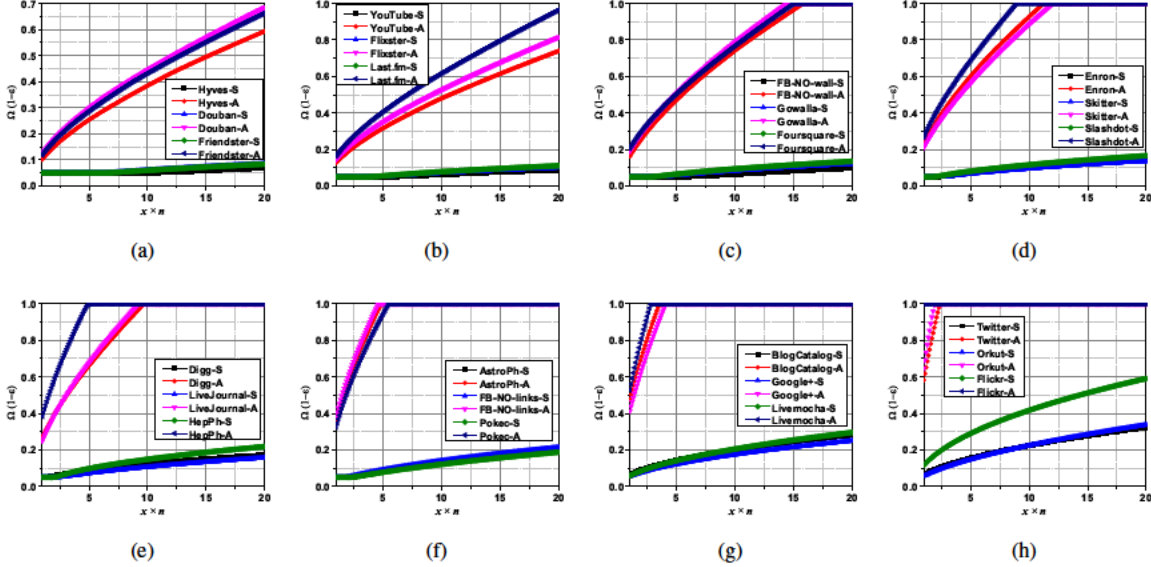 0.7
0.6
0.5
0.4
0.3
0.2
0.1
0.0
Ω (1-ε)
Hyves-S
Hyves-A
Douban-S
Douban-A
Friendster-S
Friendster-A
5 10 15 20
x × n
(a)
1.0
0.8
0.6
0.4
0.2
0.0
Ω (1-ε)
YouTube-S
YouTube-A
Flixster-S
Flixster-A
Last.fm-S
Last.fm-A
5 10 15 20
x × n
(b)
1.0
0.8
0.6
0.4
0.2
0.0
Ω (1-ε)
FB-NO-wall-S
FB-NO-wall-A
Gowalla-S
Gowalla-A
Foursquare-S
Foursquare-A
5 10 15 20
x × n
(c)
1.0
0.8
0.6
0.4
0.2
0.0
Ω (1-ε)
Enron-S
Enron-A
Skitter-S
Skitter-A
Slashdot-S
Slashdot-A
5 10 15 20
x × n
(d)
1.0
0.8
0.6
0.4
0.2
0.0
Ω (1-ε)
Digg-S
Digg-A
LiveJournal-S
LiveJournal-A
HepPh-S
HepPh-A
5 10 15 20
x × n
(e)
1.0
0.8
0.6
0.4
0.2
0.0
Ω (1-ε)
AstroPh-S
AstroPh-A
FB-NO-links-S
FB-NO-links-A
Pokec-S
Pokec-A
5 10 15 20
x × n
(f)
1.0
0.8
0.6
0.4
0.2
0.0
Ω (1-ε)
BlogCatalog-S
BlogCatalog-A
Google+-S
Google+-A
Livemocha-S
Livemocha-A
5 10 15 20
x × n
(g)
1.0
0.8
0.6
0.4
0.2
0.0
Ω (1-ε)
Twitter-S
Twitter-A
Orkut-S
Orkut-A
Flickr-S
Flickr-A
5 10 15 20
x × n
(h)